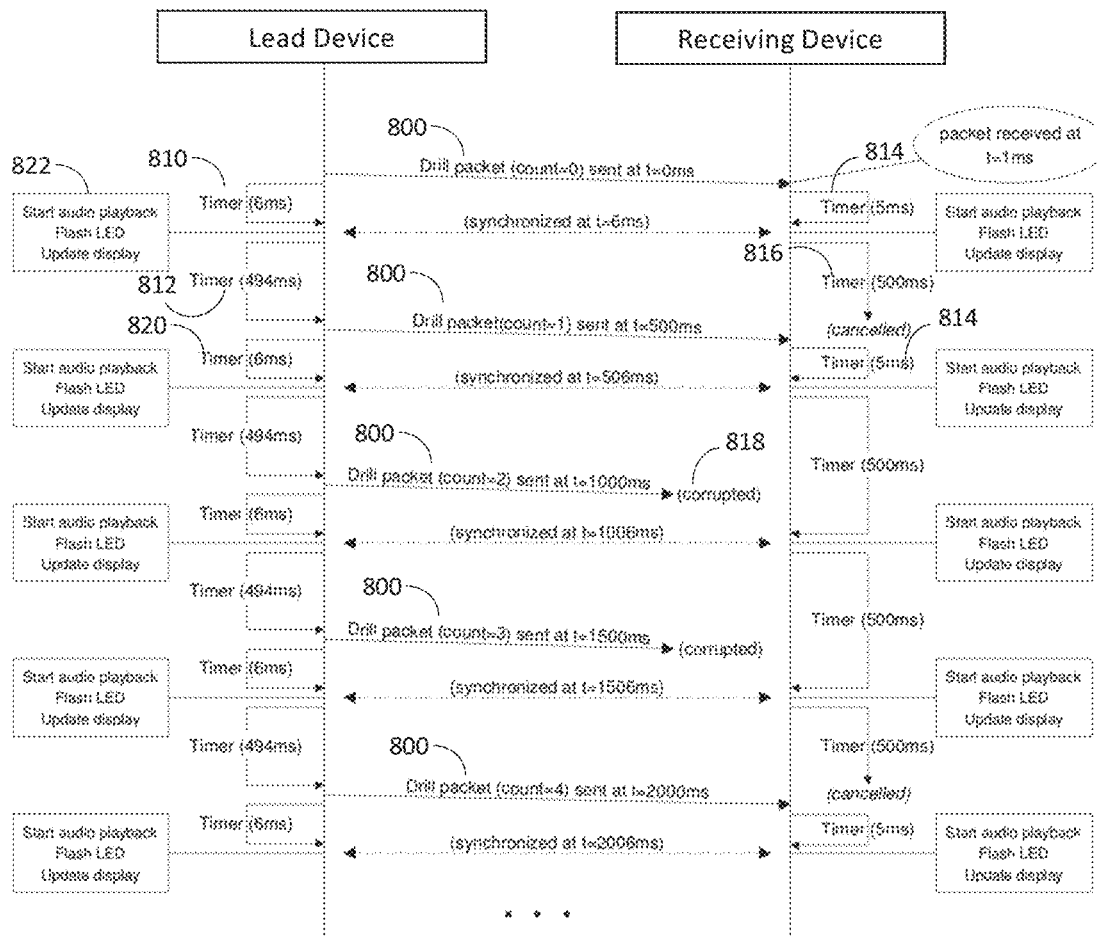 Lead Device
Receiving Device
800
Drill packet (count=0) sent at t=0ms
packet received at
t=1ms
822
810
814
Start audio playback
Flash LED
Update display
Timer (6ms)
(synchronized at t=6ms)
Timer (5ms)
Start audio playback
Flash LED
Update display
812
Timer (494ms)
800
816
Timer (500ms)
Drill packet(count=1) sent at t=500ms
(cancelled)
820
814
Start audio playback
Flash LED
Update display
Timer (6ms)
(synchronized at t=506ms)
Timer (5ms)
Start audio playback
Flash LED
Update display
Timer (494ms)
800
818
Timer (500ms)
Drill packet (count=2) sent at t=1000ms
(corrupted)
Start audio playback
Flash LED
Update display
Timer (6ms)
(synchronized at t=1006ms)
Start audio playback
Flash LED
Update display
Timer (494ms)
800
Timer (500ms)
Drill packet (count=3) sent at t=1500ms
(corrupted)
Start audio playback
Flash LED
Update display
Timer (6ms)
(synchronized at t=1506ms)
Start audio playback
Flash LED
Update display
Timer (494ms)
800
Timer (500ms)
Drill packet (count=4) sent at t=2000ms
(cancelled)
Start audio playback
Flash LED
Update display
Timer (6ms)
(synchronized at t=2006ms)
Timer (5ms)
Start audio playback
Flash LED
Update display
• • •